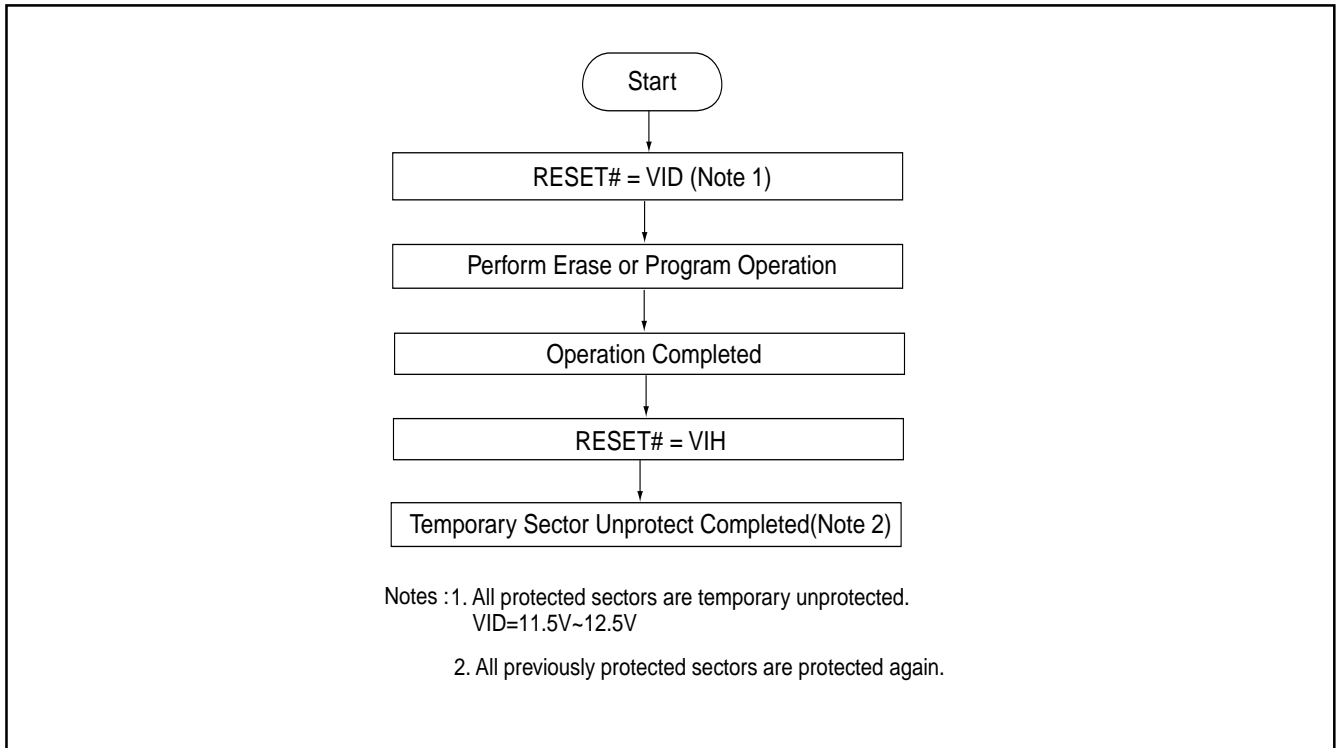 Start
RESET# = VID (Note 1)
Perform Erase or Program Operation
Operation Completed
RESET# = VIH
Temporary Sector Unprotect Completed(Note 2)
Notes :1. All protected sectors are temporary unprotected.
VID=11.5V~12.5V
2. All previously protected sectors are protected again.